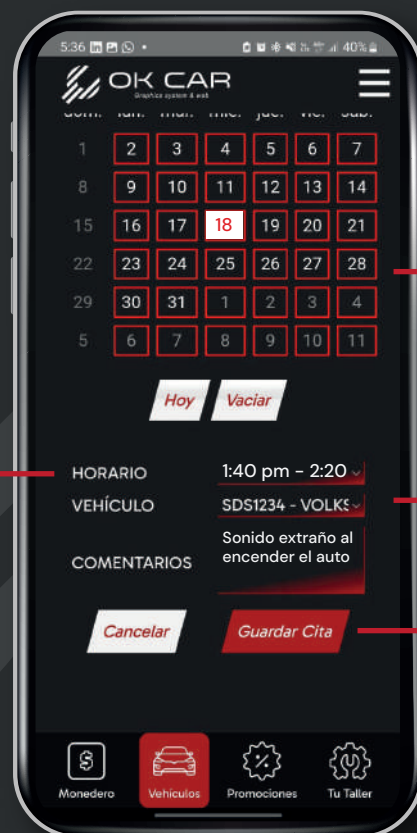 5:36
40%
OK CAR
Graphics system & web
dom. lun. mar. mié. jue. vie. sáb.
1 2 3 4 5 6 7
8 9 10 11 12 13 14
15 16 17 18 19 20 21
22 23 24 25 26 27 28
29 30 31 1 2 3 4
5 6 7 8 9 10 11
Hoy Vaciar
HORARIO 1:40 pm - 2:20
VEHÍCULO SDS1234 - VOLKS
COMENTARIOS Sonido extraño al
encender el auto
Cancelar Guardar Cita
Monedero Vehículos Promociones Tu Taller